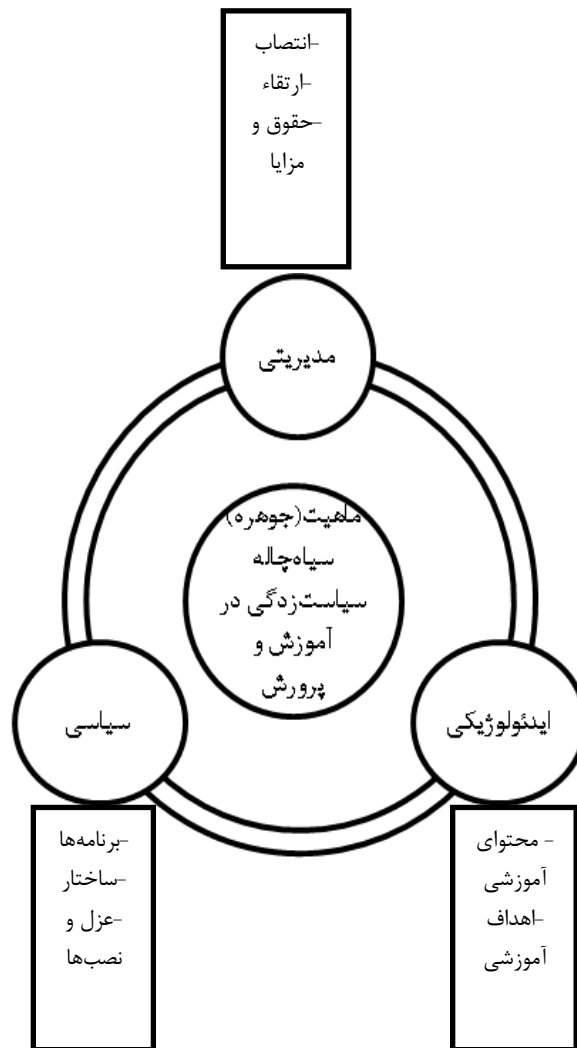 -انتصاب
-ارتقاء
-حقوق و
مزایا
مدیریتی
ماهیت(جوهره)
سیاه‌چاله
سیاست‌زدگی در
آموزش و
پرورش
ایدئولوژیکی
سیاسی
- محتوای
آموزشی
-اهداف
آموزشی
-برنامه‌ها
-ساختار
-عزل و
نصب‌ها